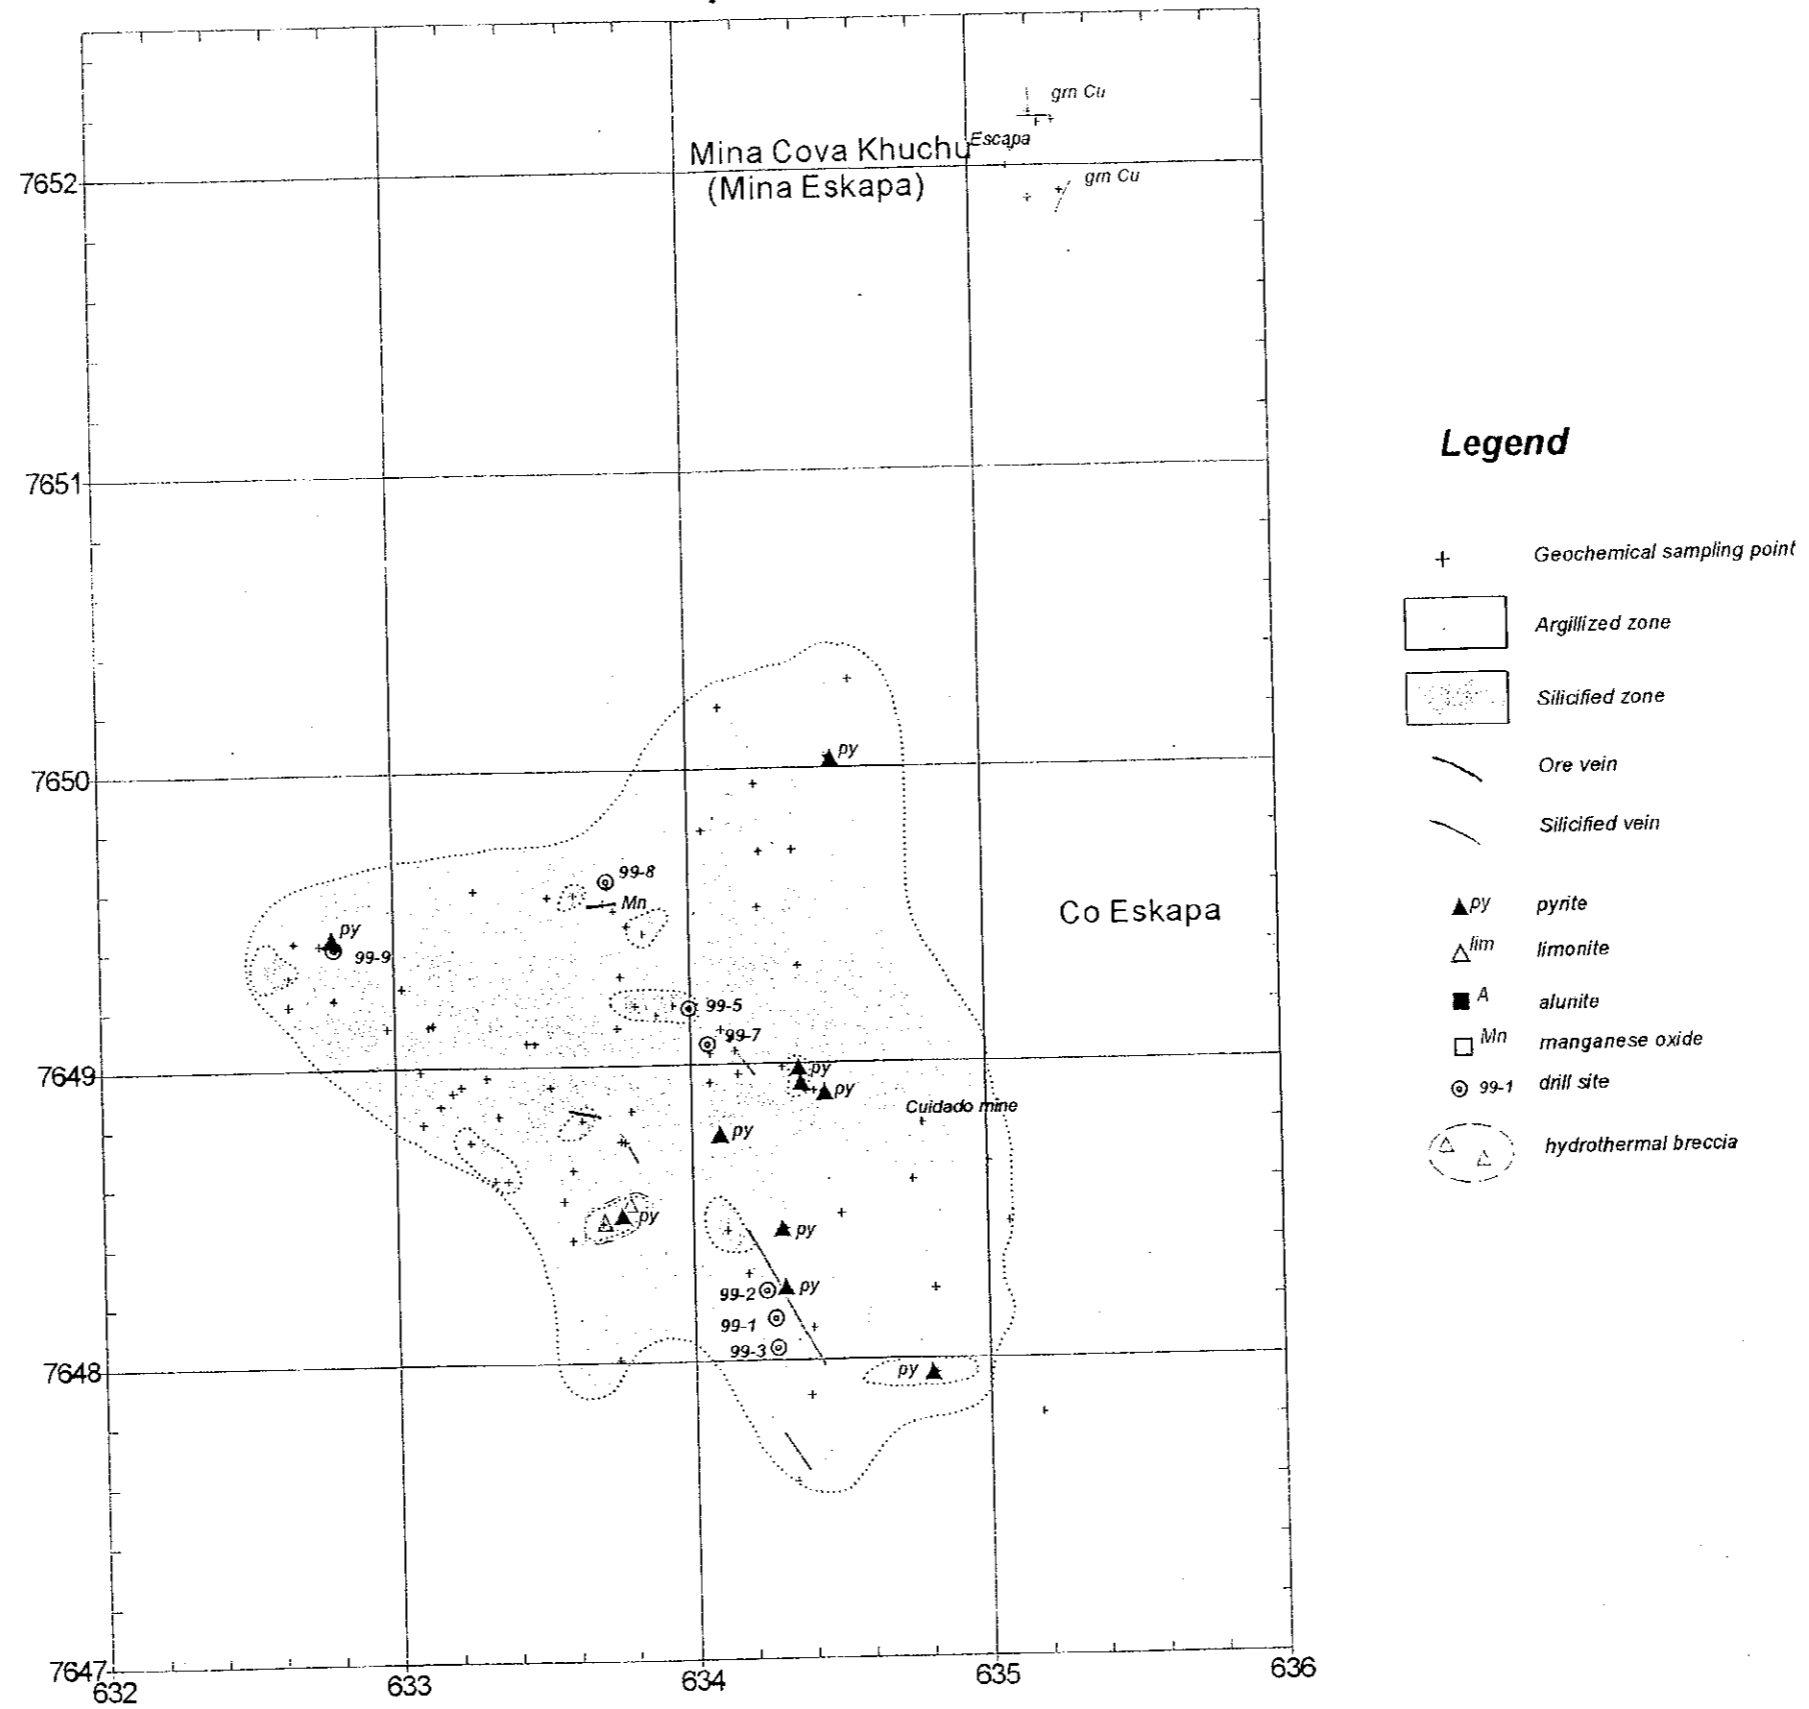 grn Cu
Escapa
Mina Cova Khuchu
(Mina Eskapa)
grn Cu
7652
7651
Legend
+ Geochemical sampling point
Argillized zone
Silicified zone
Ore vein
Silicified vein
py pyrite
lim limonite
A alunite
Mn manganese oxide
99-1 drill site
hydrothermal breccia
py
7650
99-8
Mn
Co Eskapa
py
99-9
99-5
99-7
7649
py
py
Cuidado mine
py
py
py
99-2
py
99-1
99-3
7648
py
7647
632
633
634
635
636